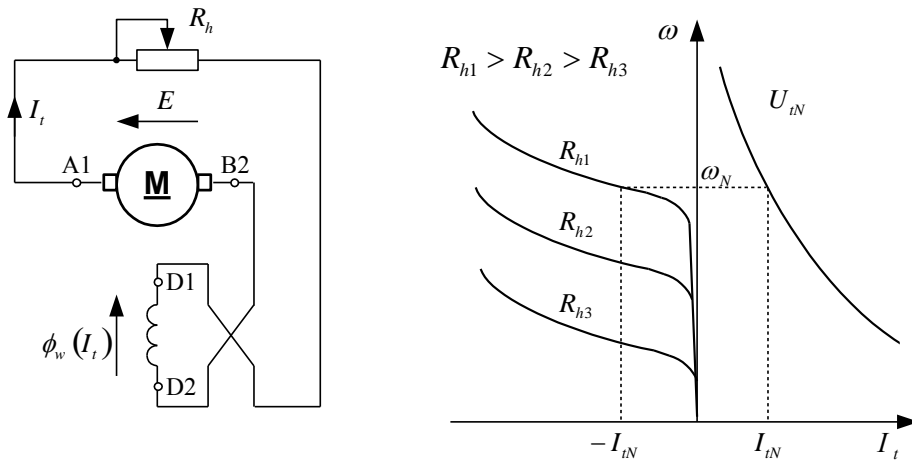 R_h
I_t
E
A1
B2
M
D1
ϕ_w (I_t)
D2
ω
R_h1 > R_h2 > R_h3
U_tN
R_h1
ω_N
R_h2
R_h3
− I_tN
I_tN
I_t